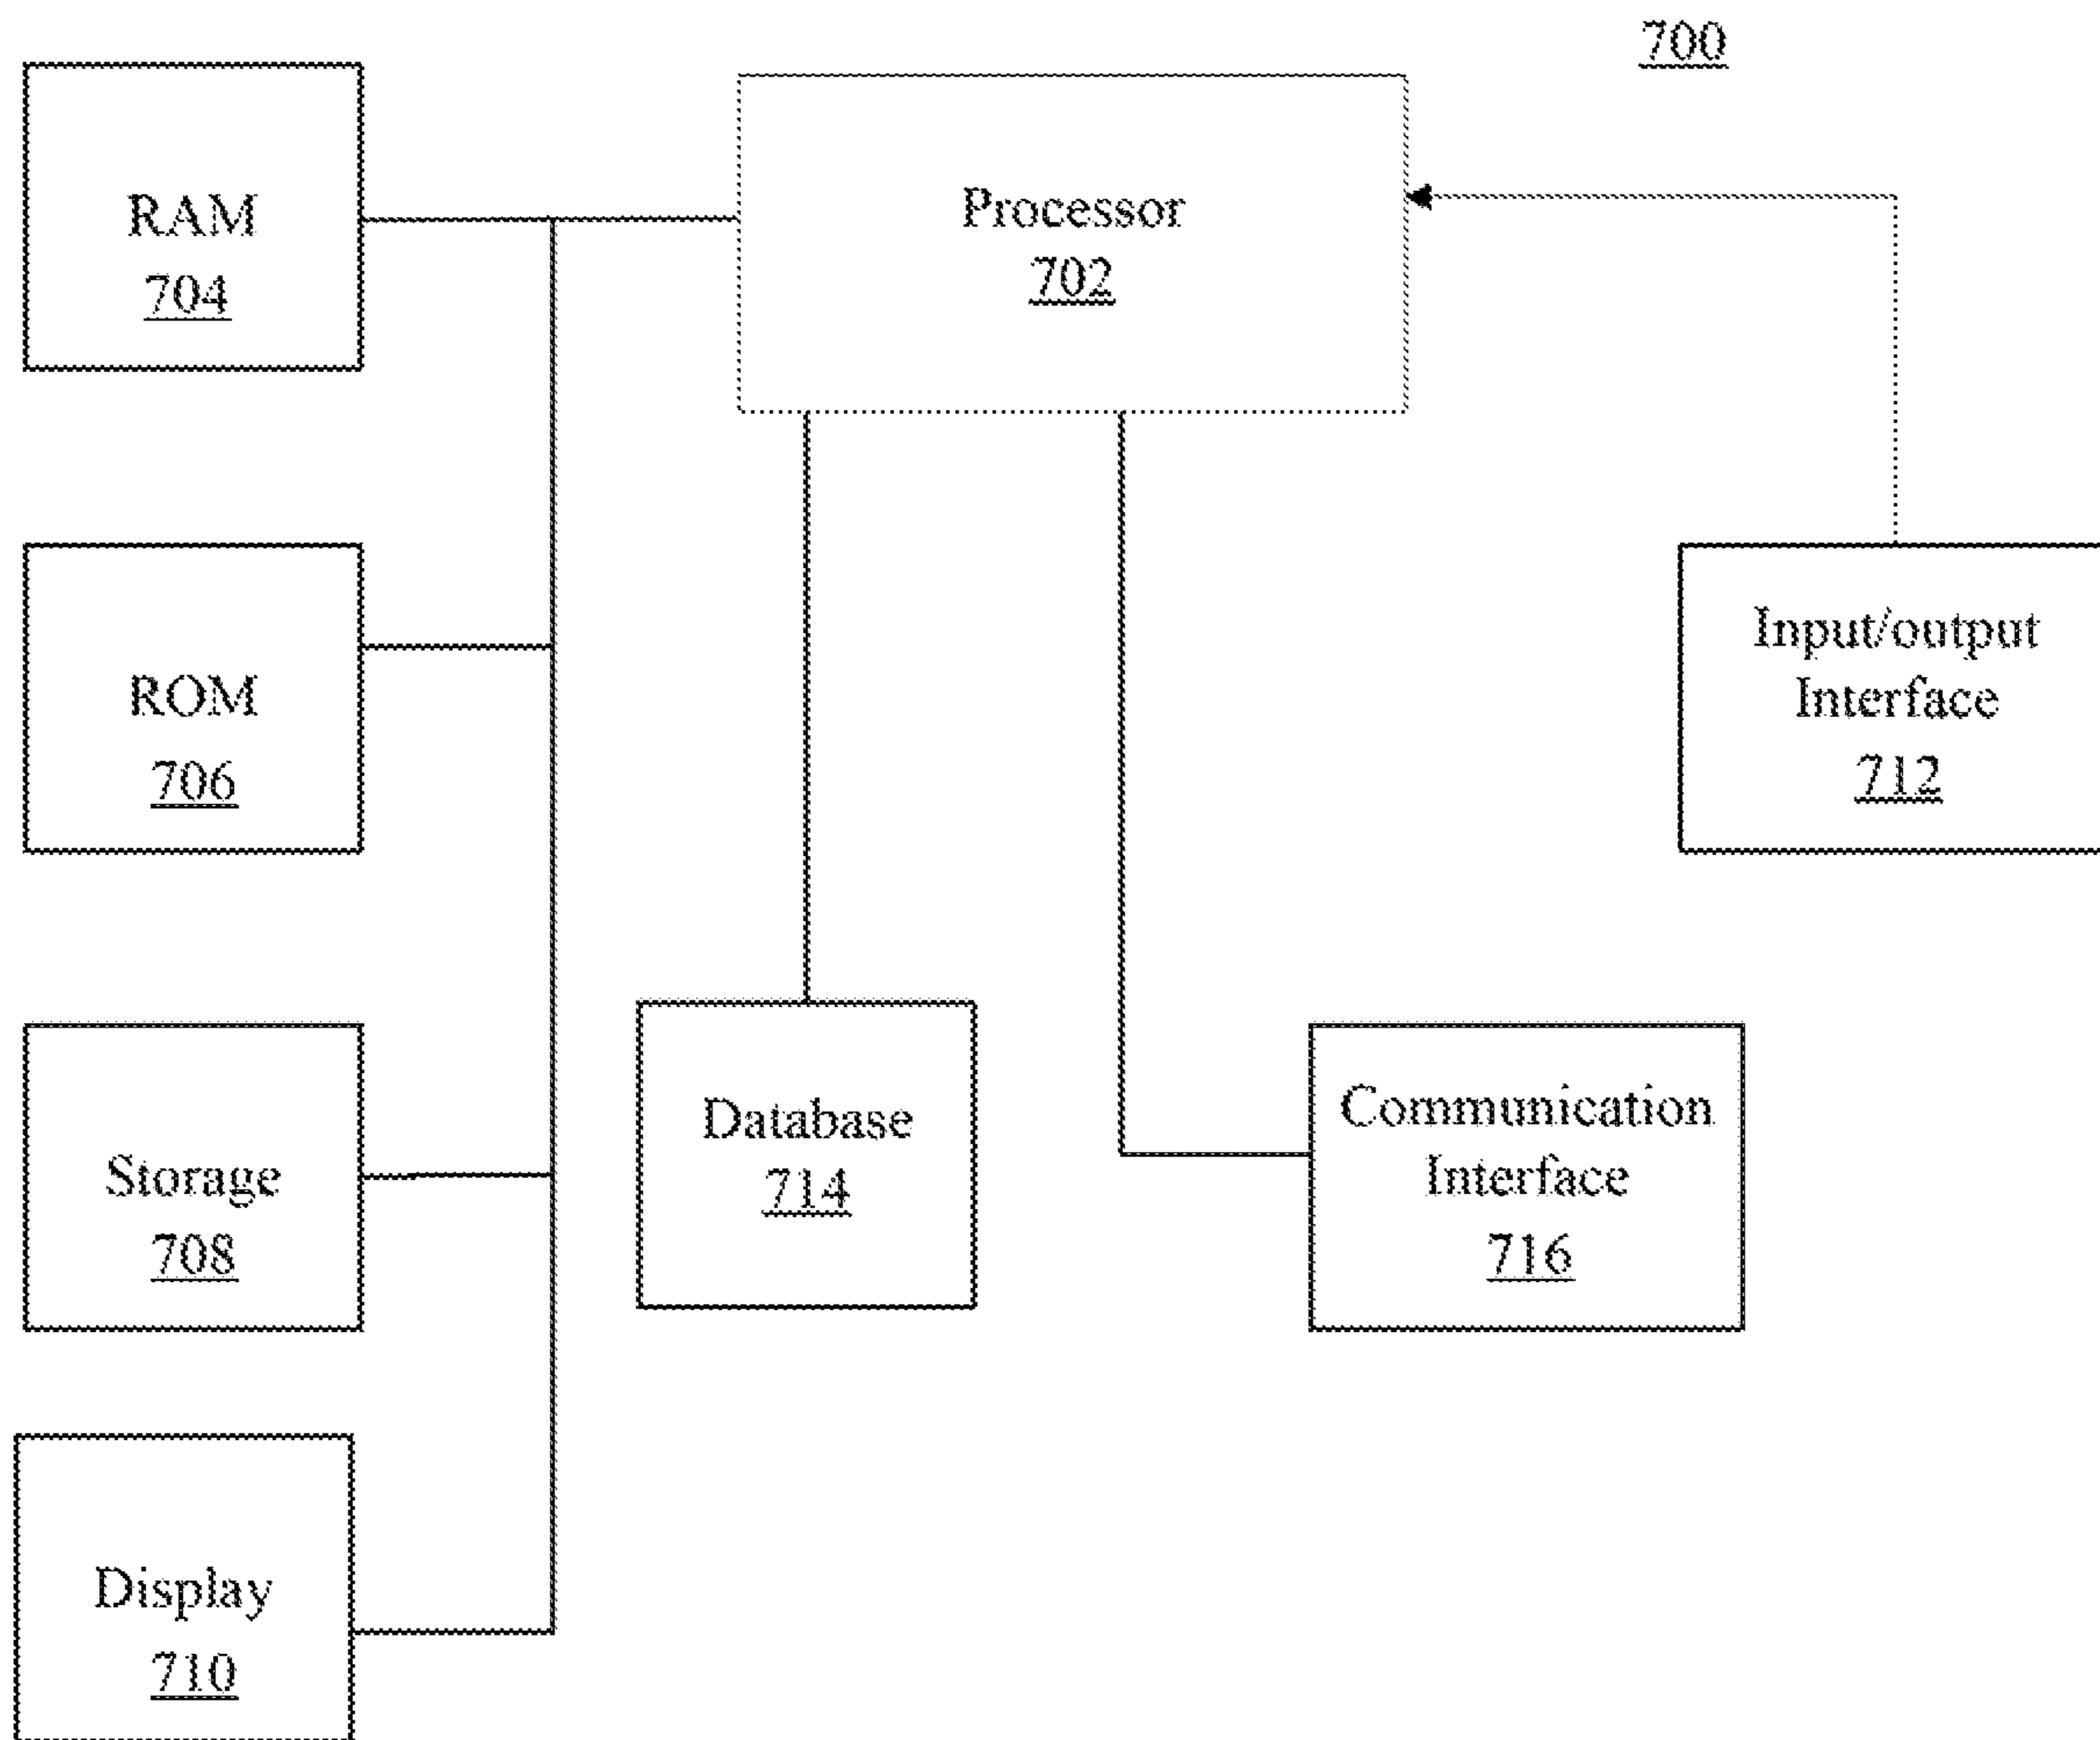 700
RAM
704
Processor
702
ROM
706
Input/output
Interface
712
Storage
708
Database
714
Communication
Interface
716
Display
710